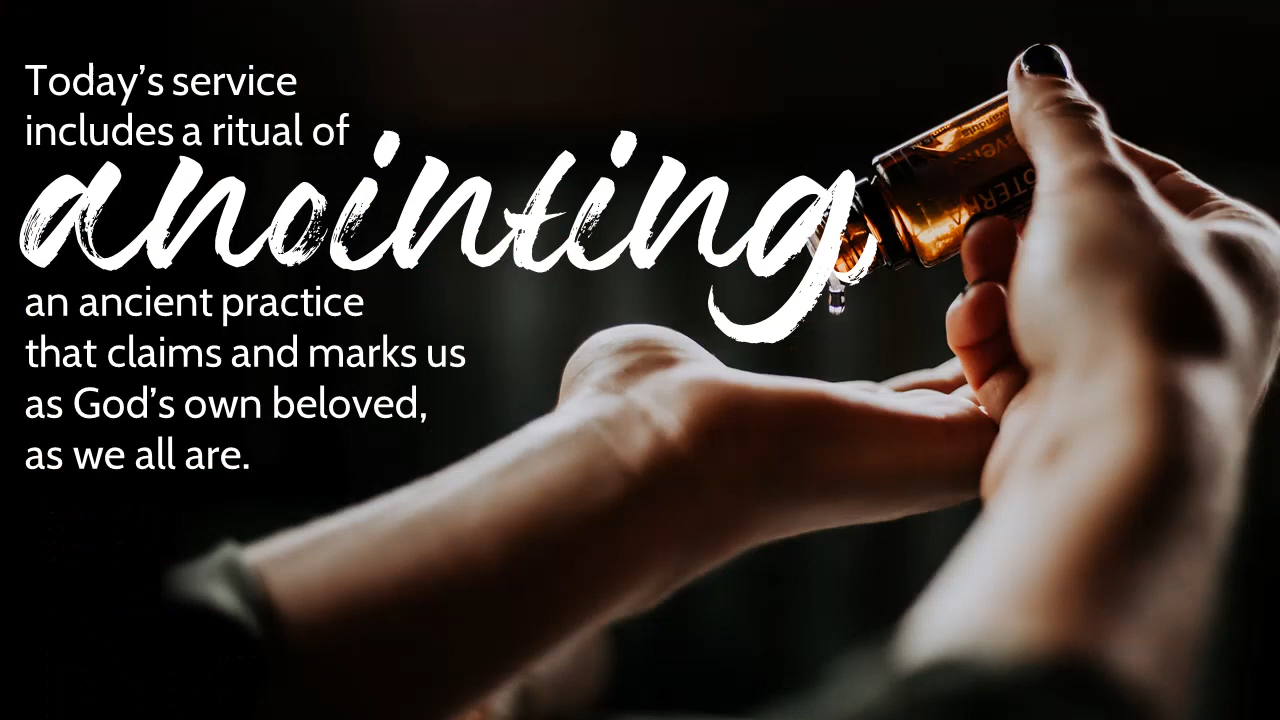 Today’s service
includes a ritual of
anointing,
an ancient practice
that claims and marks us
as God’s own beloved,
as we all are.